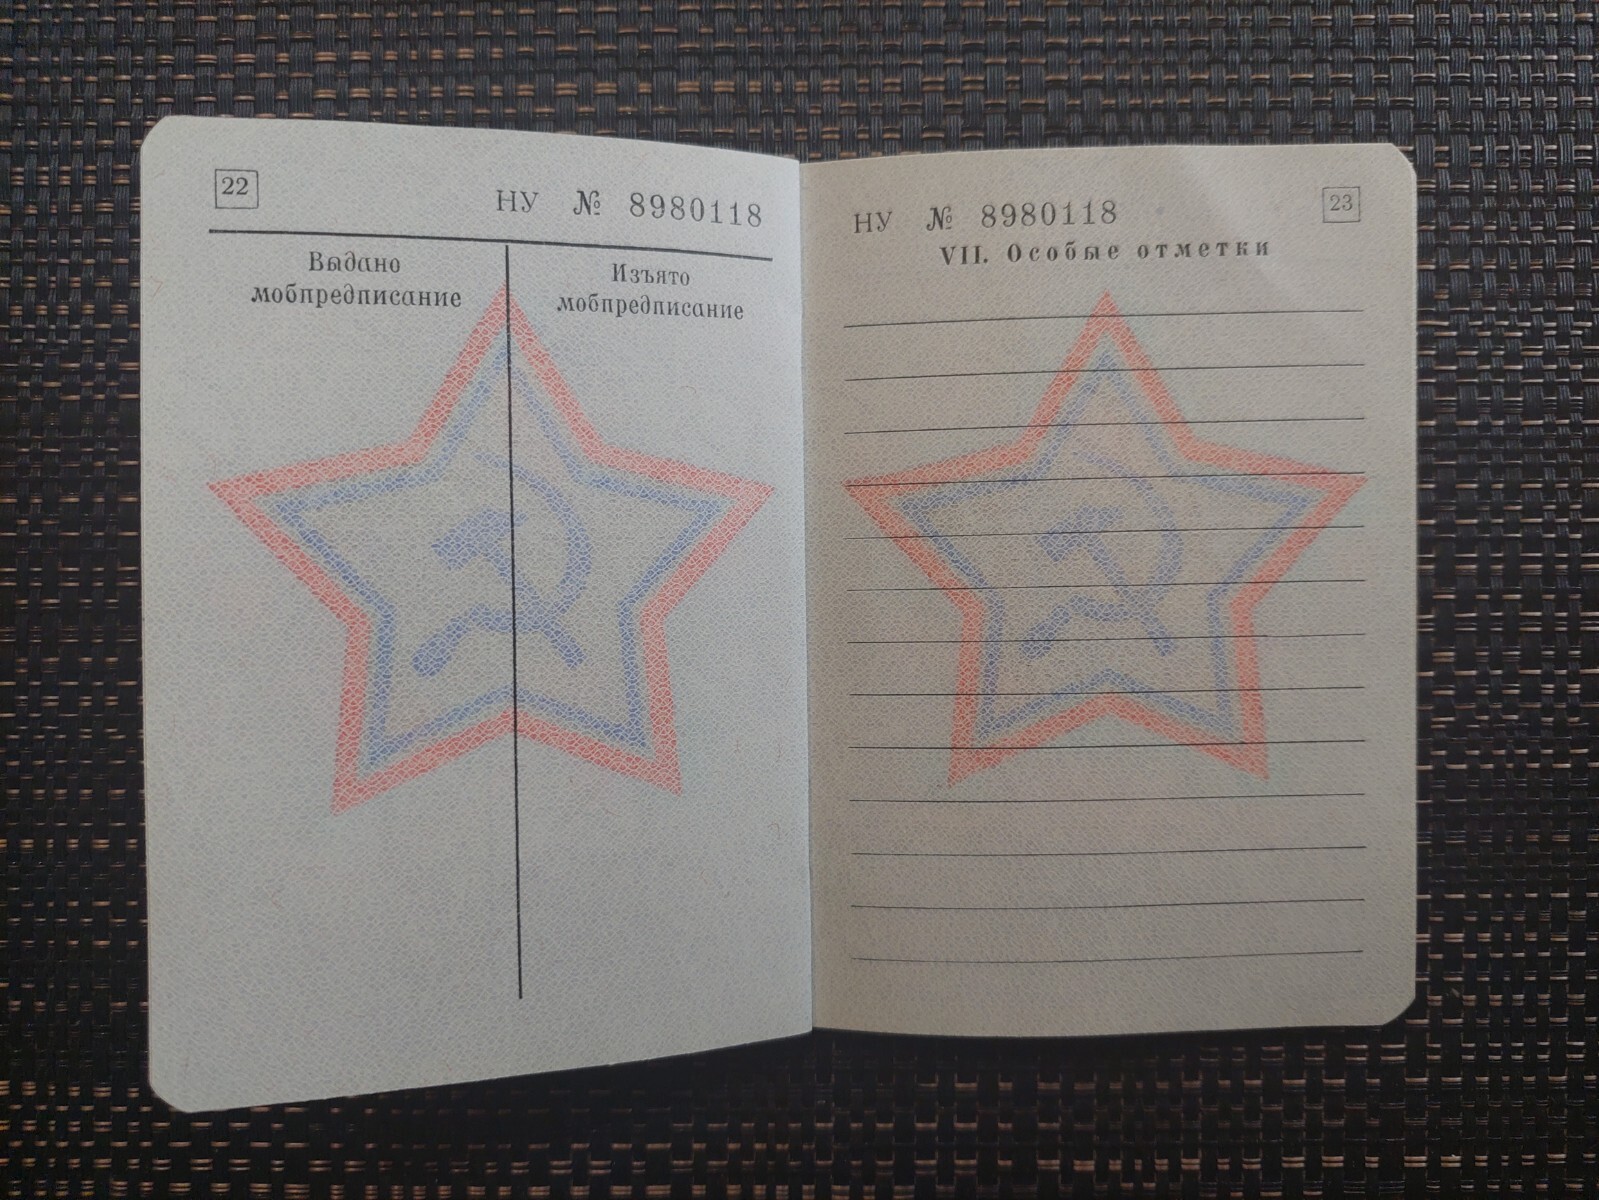 22
НУ № 8980118
Выдано
мобпредписание
Изъято
мобпредписание
НУ № 8980118
23
VII. Особые отметки